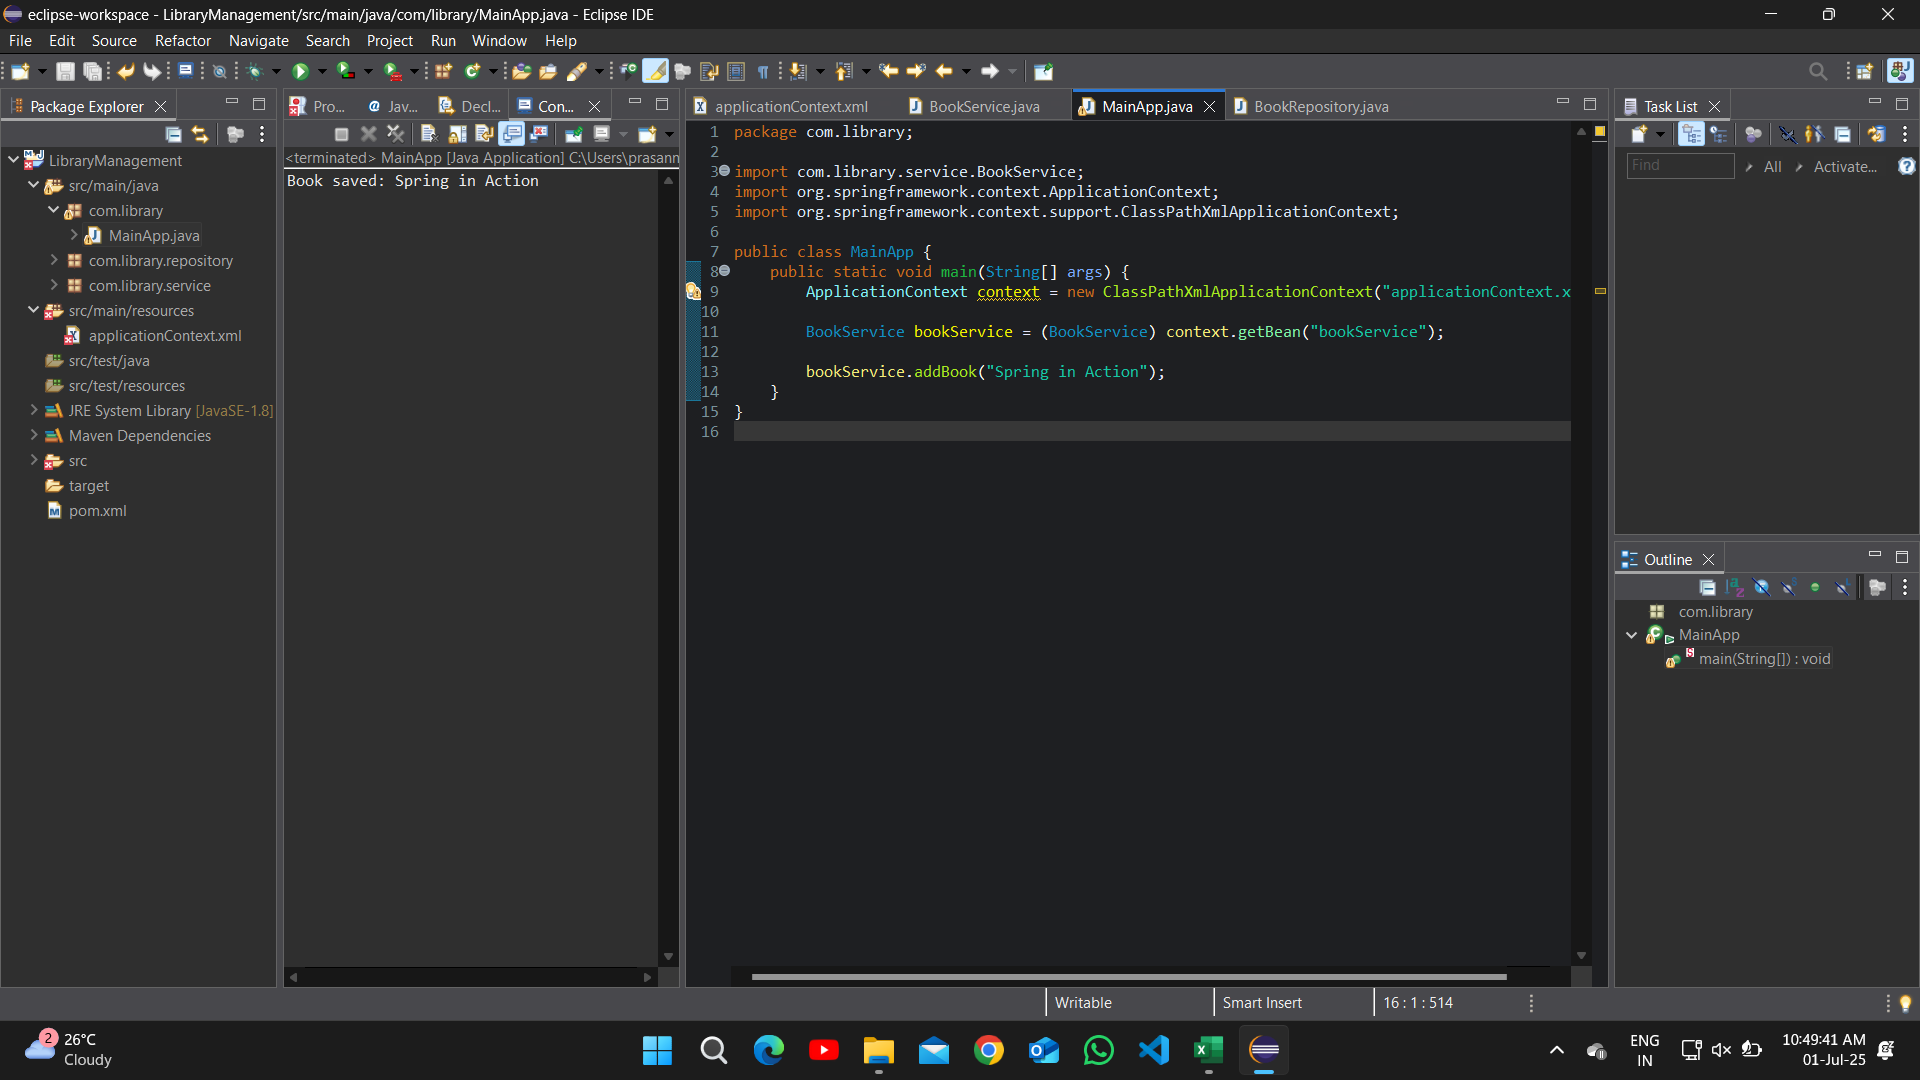 eclipse-workspace - LibraryManagement/src/main/java/com/library/MainApp.java - Eclipse IDE
File Edit Source Refactor Navigate Search Project Run Window Help
Package Explorer
LibraryManagement
src/main/java
com.library
MainApp.java
com.library.repository
com.library.service
src/main/resources
applicationContext.xml
src/test/java
src/test/resources
JRE System Library [JavaSE-1.8]
Maven Dependencies
src
target
pom.xml
Pro... Jav... Decl... Con...
<terminated> MainApp [Java Application] C:\Users\prasann
Book saved: Spring in Action
applicationContext.xml BookService.java MainApp.java BookRepository.java
1 package com.library;
2
3 import com.library.service.BookService;
4 import org.springframework.context.ApplicationContext;
5 import org.springframework.context.support.ClassPathXmlApplicationContext;
6
7 public class MainApp {
8 public static void main(String[] args) {
9 ApplicationContext context = new ClassPathXmlApplicationContext("applicationContext.x
10
11 BookService bookService = (BookService) context.getBean("bookService");
12
13 bookService.addBook("Spring in Action");
14 }
15 }
16
Task List
Find All Activate...
Outline
com.library
MainApp
main(String[]) : void
Writable Smart Insert 16 : 1 : 514
2
26°C
Cloudy
ENG
IN
10:49:41 AM
01-Jul-25